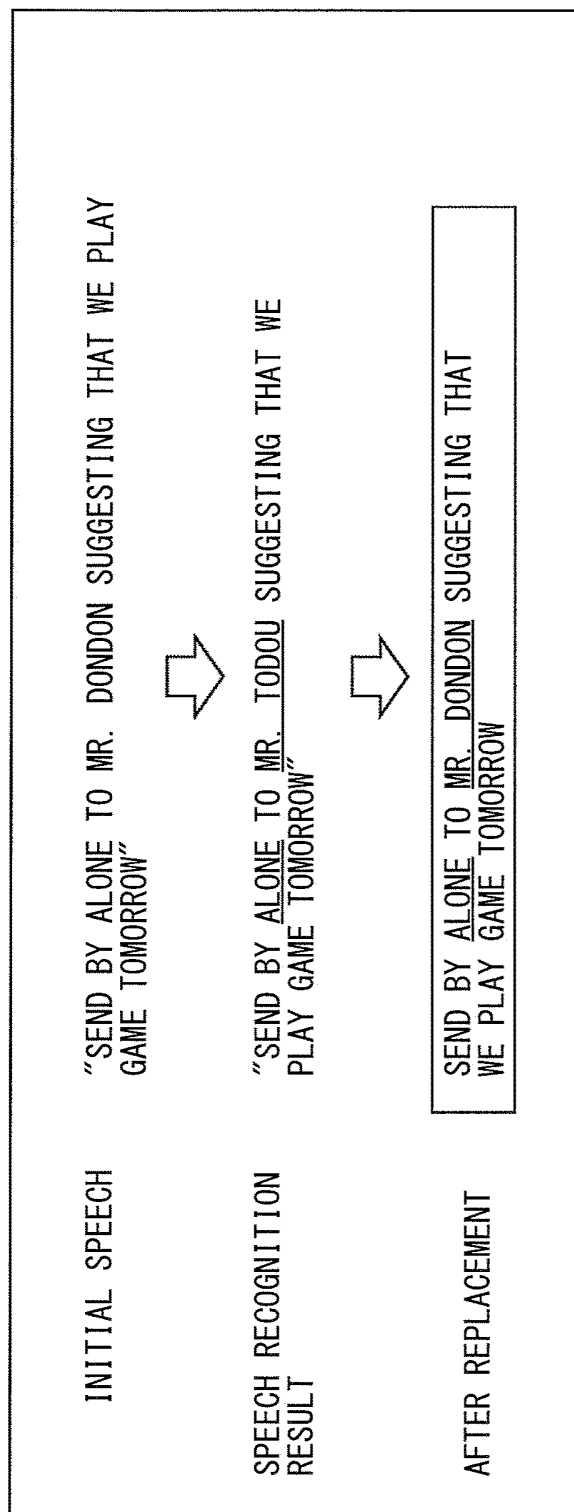 INITIAL SPEECH
"SEND BY ALONE TO MR. DONDON SUGGESTING THAT WE PLAY
GAME TOMORROW"
SPEECH RECOGNITION
RESULT
"SEND BY ALONE TO MR. TODOU SUGGESTING THAT WE
PLAY GAME TOMORROW"
AFTER REPLACEMENT
SEND BY ALONE TO MR. DONDON SUGGESTING THAT
WE PLAY GAME TOMORROW